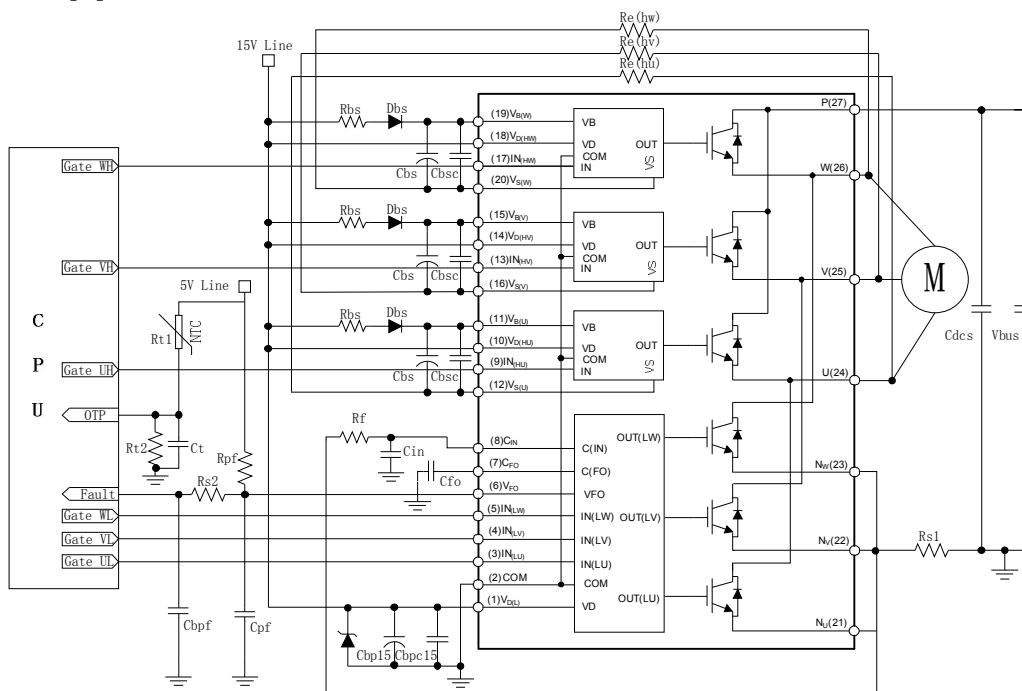 Re(hw)
Re(hv)
Re(hu)
15V Line
P(27)
Rbs Dbs (19)VB(W) VB
(18)VD(HW) VD OUT
COM
Gate WH (17)IN(HW) IN VS W(26)
Cbs Cbsc (20)VS(W)
Rbs Dbs (15)VB(V) VB
(14)VD(HV) VD OUT
COM
Gate VH (13)IN(HV) IN VS V(25)
Cbs Cbsc (16)VS(V)
M
5V Line
Rbs Dbs (11)VB(U) VB
C
Rt1 NTC (10)VD(HU) VD OUT Cdcs Vbus
COM
P Gate UH (9)IN(HU) IN VS U(24)
Cbs Cbsc (12)VS(U)
U OTP
Rf
Rt2 Ct Rpf Cin (8)CIN C(IN) OUT(LW)
Cfo (7)CFO C(FO) NW(23)
Fault Rs2 (6)VFO VFO
Gate WL (5)IN(LW) IN(LW) OUT(LV)
Gate VL (4)IN(LV) IN(LV) NV(22) Rs1
Gate UL (3)IN(LU) IN(LU)
(2)COM COM OUT(LU)
(1)VD(L) VD
Cbpf Cpf NU(21)
Cbp15 Cbpc15